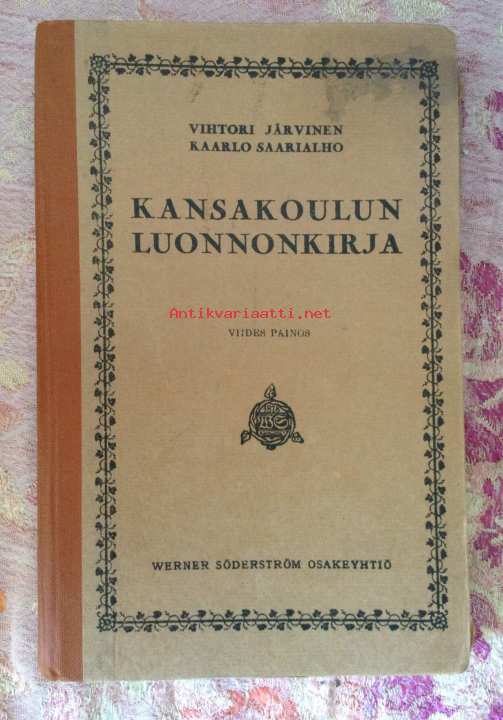 VIHTORI JÄRVINEN
KAARLO SAARIALHO
KANSAKOULUN
LUONNONKIRJA
Antikvariaatti.net
VIIDES PAINOS
WERNER SÖDERSTRÖM OSAKEYHTIÖ